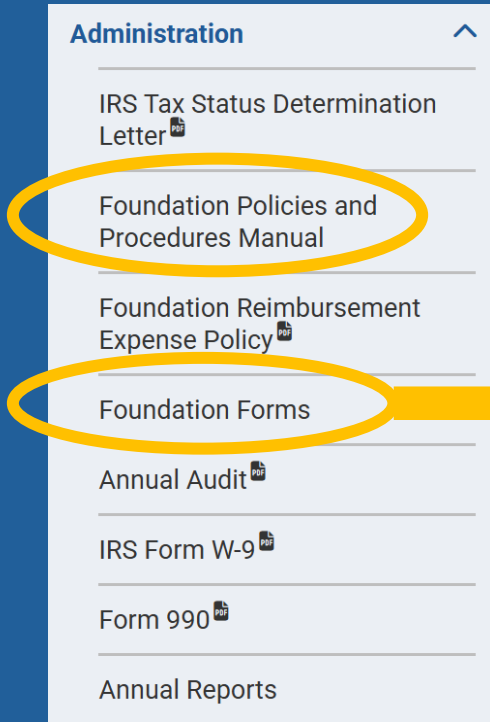 Administration
IRS Tax Status Determination
Letter PDF
Foundation Policies and
Procedures Manual
Foundation Reimbursement
Expense Policy PDF
Foundation Forms
Annual Audit PDF
IRS Form W-9 PDF
Form 990 PDF
Annual Reports